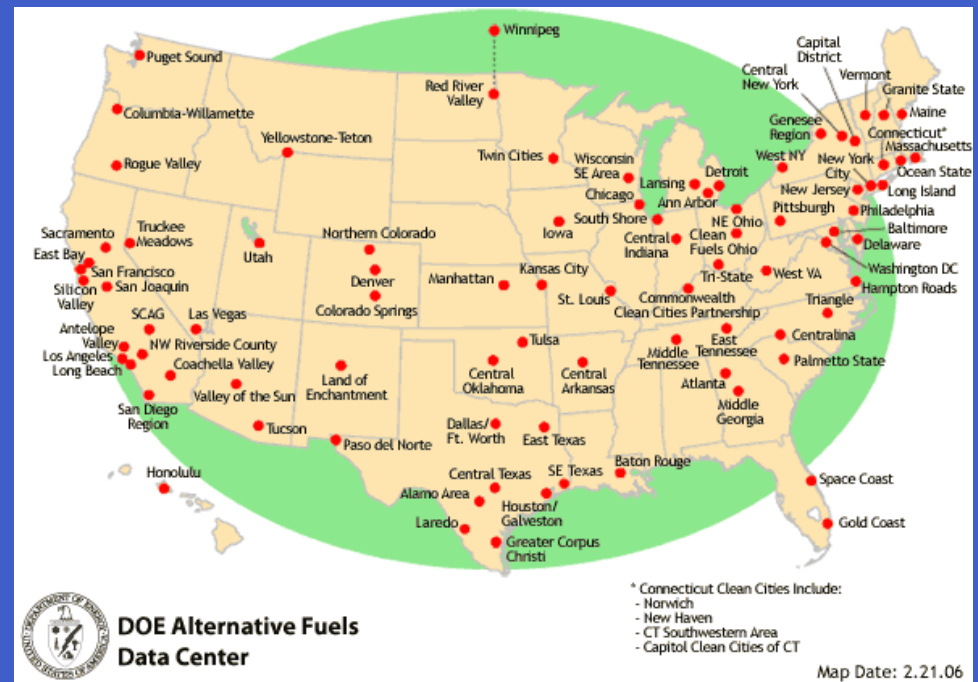 Winnipeg
Puget Sound
Capital
District
Central
New York
Vermont
Granite State
Red River
Valley
Columbia-Willamette
Maine
Genesee
Region
Connecticut*
Massachusetts
Yellowstone-Teton
Rogue Valley
Twin Cities
Wisconsin
SE Area
West NY
New York
City
Ocean State
Lansing
Detroit
Chicago
Ann Arbor
New Jersey
Long Island
Pittsburgh
Philadelphia
Truckee
Meadows
Sacramento
East Bay
Northern Colorado
South Shore
Iowa
NE Ohio
Clean
Fuels Ohio
Baltimore
Delaware
Central
Indiana
Utah
San Francisco
San Joaquin
Silicon
Valley
Denver
Manhattan
Kansas City
Tri-State
West VA
Washington DC
Hampton Roads
St. Louis
Commonwealth
Clean Cities Partnership
Triangle
Colorado Springs
SCAG
Las Vegas
Antelope
Valley
NW Riverside County
Los Angeles
Long Beach
Coachella Valley
Tulsa
East
Tennessee
Middle
Tennessee
Centralina
Palmetto State
Land of
Enchantment
Central
Oklahoma
Central
Arkansas
Atlanta
Valley of the Sun
Middle
Georgia
San Diego
Region
Tucson
Paso del Norte
Dallas/
Ft. Worth
East Texas
Honolulu
Central Texas
SE Texas
Baton Rouge
Space Coast
Alamo Area
Houston/
Galveston
Laredo
Gold Coast
Greater Corpus
Christi
* Connecticut Clean Cities Include:
- Norwich
- New Haven
- CT Southwestern Area
- Capitol Clean Cities of CT
DEPARTMENT OF ENERGY
UNITED STATES OF AMERICA
DOE Alternative Fuels
Data Center
Map Date: 2.21.06